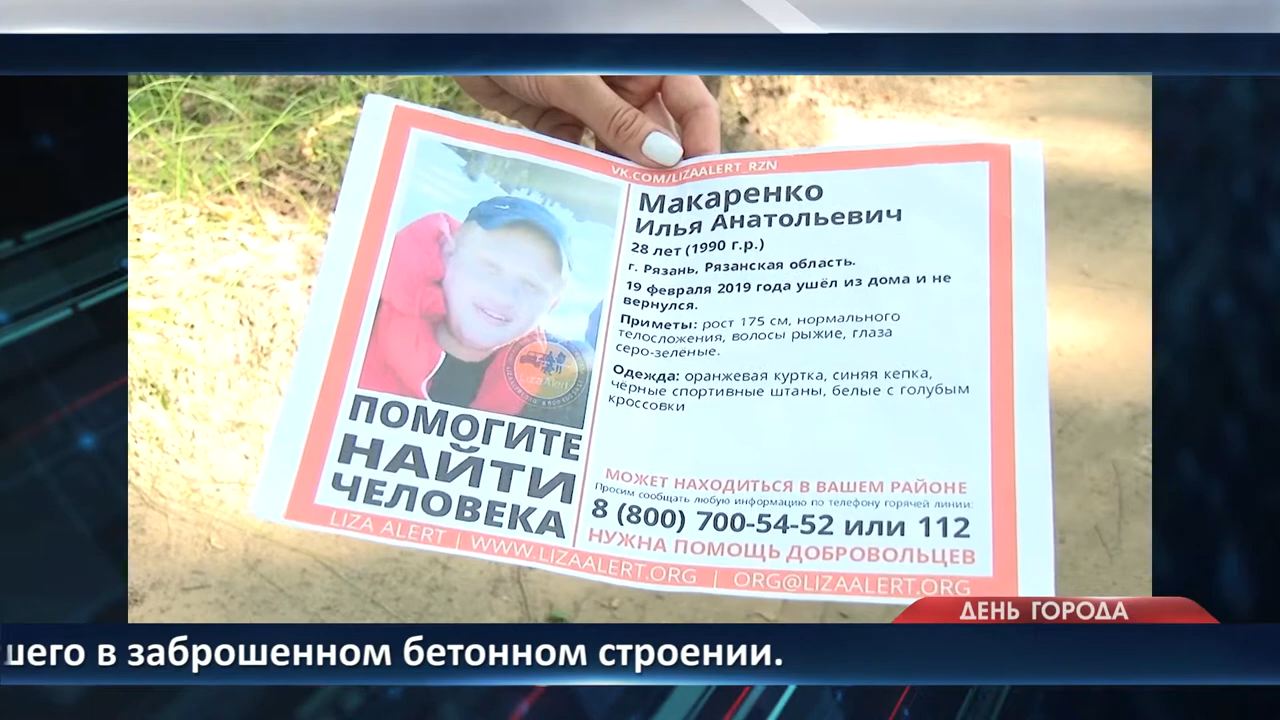 VK.COM/LIZAALERT_RZN
Макаренко
Илья Анатольевич
28 лет (1990 г.р.)
г. Рязань, Рязанская область.
19 февраля 2019 года ушёл из дома и не
вернулся.
Приметы: рост 175 см, нормального
телосложения, волосы рыжие, глаза
серо-зелёные.
Одежда: оранжевая куртка, синяя кепка,
чёрные спортивные штаны, белые с голубым
кроссовки
LizaAlert
ПОМОГИТЕ
НАЙТИ
ЧЕЛОВЕКА
МОЖЕТ НАХОДИТЬСЯ В ВАШЕМ РАЙОНЕ
Просим сообщать любую информацию по телефону горячей линии:
8 (800) 700-54-52 или 112
НУЖНА ПОМОЩЬ ДОБРОВОЛЬЦЕВ
LIZA ALERT | WWW.LIZAALERT.ORG | ORG@LIZAALERT.ORG
ДЕНЬ ГОРОДА
шего в заброшенном бетонном строении.